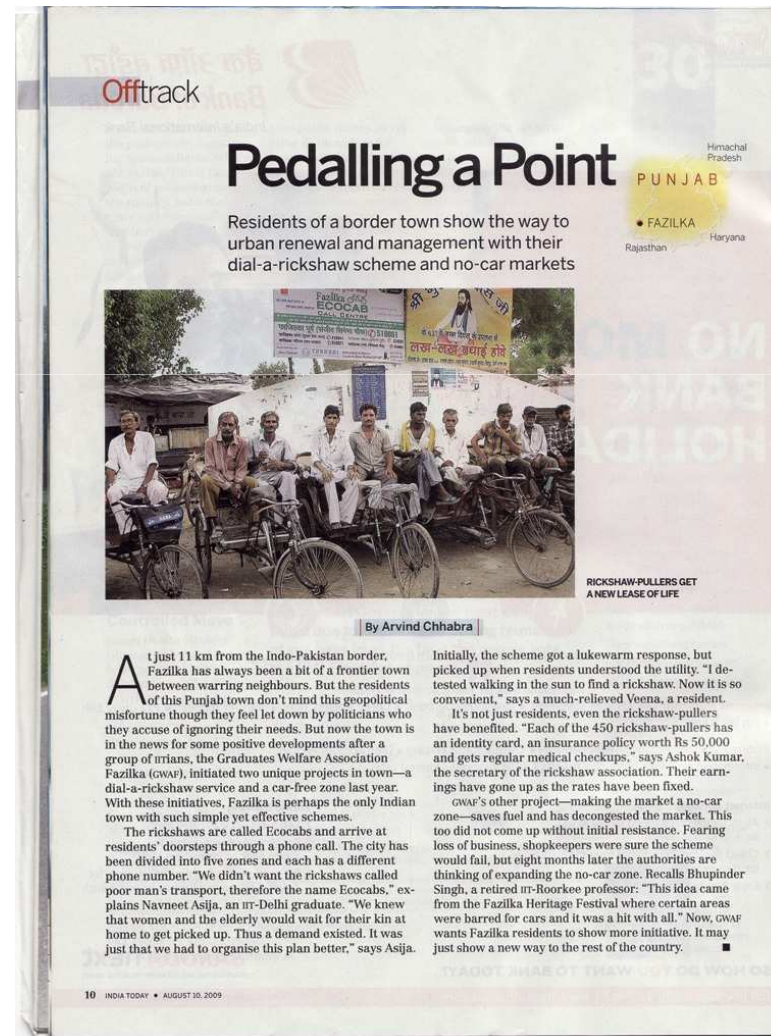 Offtrack
Pedalling a Point
Residents of a border town show the way to
urban renewal and management with their
dial-a-rickshaw scheme and no-car markets
Himachal
Pradesh
PUNJAB
FAZILKA
Haryana
Rajasthan
Fazilka
ECOCAB
CALL CENTRE
RICKSHAW-PULLERS GET
A NEW LEASE OF LIFE
By Arvind Chhabra
At just 11 km from the Indo-Pakistan border,
Fazilka has always been a bit of a frontier town
between warring neighbours. But the residents
of this Punjab town don't mind this geopolitical
misfortune though they feel let down by politicians who
they accuse of ignoring their needs. But now the town is
in the news for some positive developments after a
group of IITians, the Graduates Welfare Association
Fazilka (GWAF), initiated two unique projects in town—a
dial-a-rickshaw service and a car-free zone last year.
With these initiatives, Fazilka is perhaps the only Indian
town with such simple yet effective schemes.
The rickshaws are called Ecocabs and arrive at
residents' doorsteps through a phone call. The city has
been divided into five zones and each has a different
phone number. "We didn't want the rickshaws called
poor man's transport, therefore the name Ecocabs," ex-
plains Navneet Asija, an IIT-Delhi graduate. "We knew
that women and the elderly would wait for their kin at
home to get picked up. Thus a demand existed. It was
just that we had to organise this plan better," says Asija.
Initially, the scheme got a lukewarm response, but
picked up when residents understood the utility. "I de-
tested walking in the sun to find a rickshaw. Now it is so
convenient," says a much-relieved Veena, a resident.
It's not just residents, even the rickshaw-pullers
have benefited. "Each of the 450 rickshaw-pullers has
an identity card, an insurance policy worth Rs 50,000
and gets regular medical checkups," says Ashok Kumar,
the secretary of the rickshaw association. Their earn-
ings have gone up as the rates have been fixed.
GWAF's other project—making the market a no-car
zone—saves fuel and has decongested the market. This
too did not come up without initial resistance. Fearing
loss of business, shopkeepers were sure the scheme
would fail, but eight months later the authorities are
thinking of expanding the no-car zone. Recalls Bhupinder
Singh, a retired IIT-Roorkee professor: "This idea came
from the Fazilka Heritage Festival where certain areas
were barred for cars and it was a hit with all." Now, GWAF
wants Fazilka residents to show more initiative. It may
just show a new way to the rest of the country.
10 INDIA TODAY • AUGUST 10, 2009